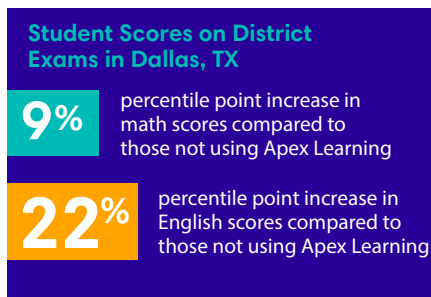 Student Scores on District
Exams in Dallas, TX
9%
percentile point increase in
math scores compared to
those not using Apex Learning
22%
percentile point increase in
English scores compared to
those not using Apex Learning